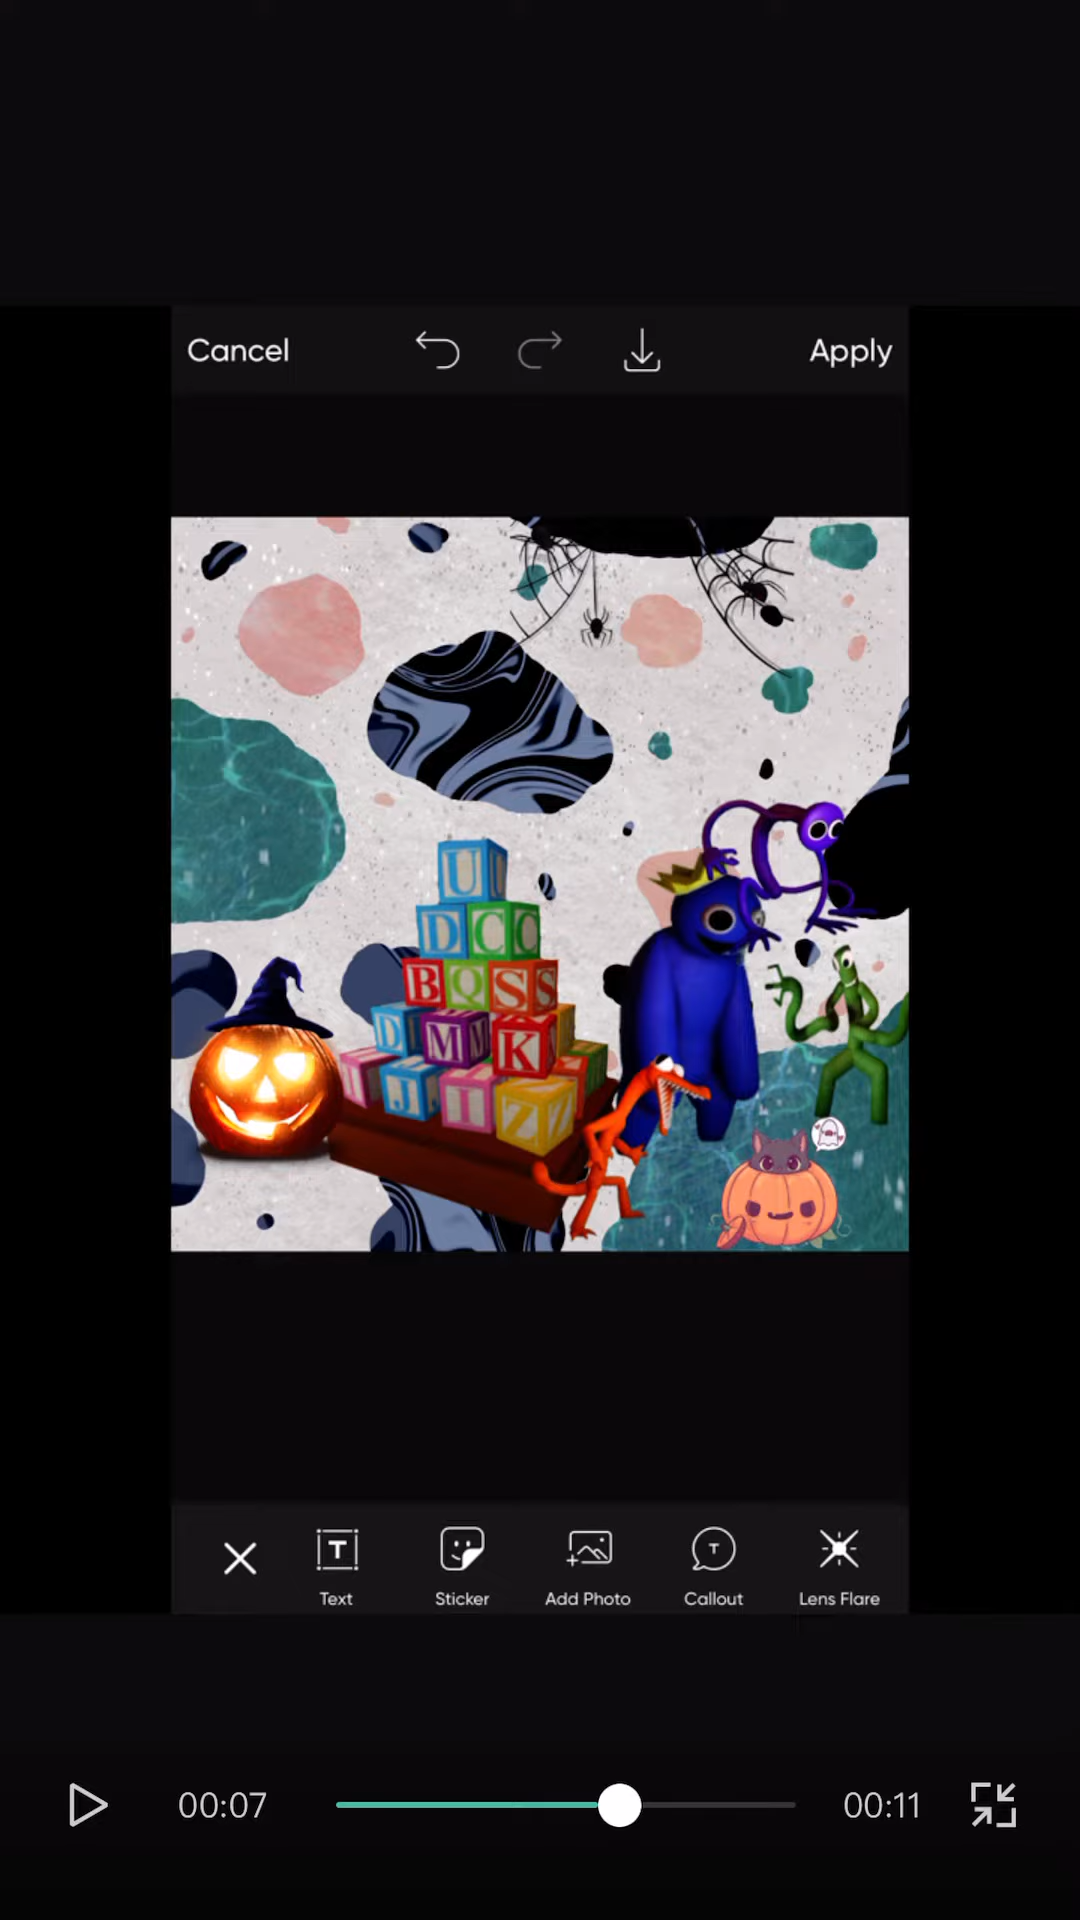 Cancel
Apply
U
D C C
B Q S S
D M M K
J I Z Z
T
Text
Sticker
Add Photo
T
Callout
Lens Flare
00:07
00:11